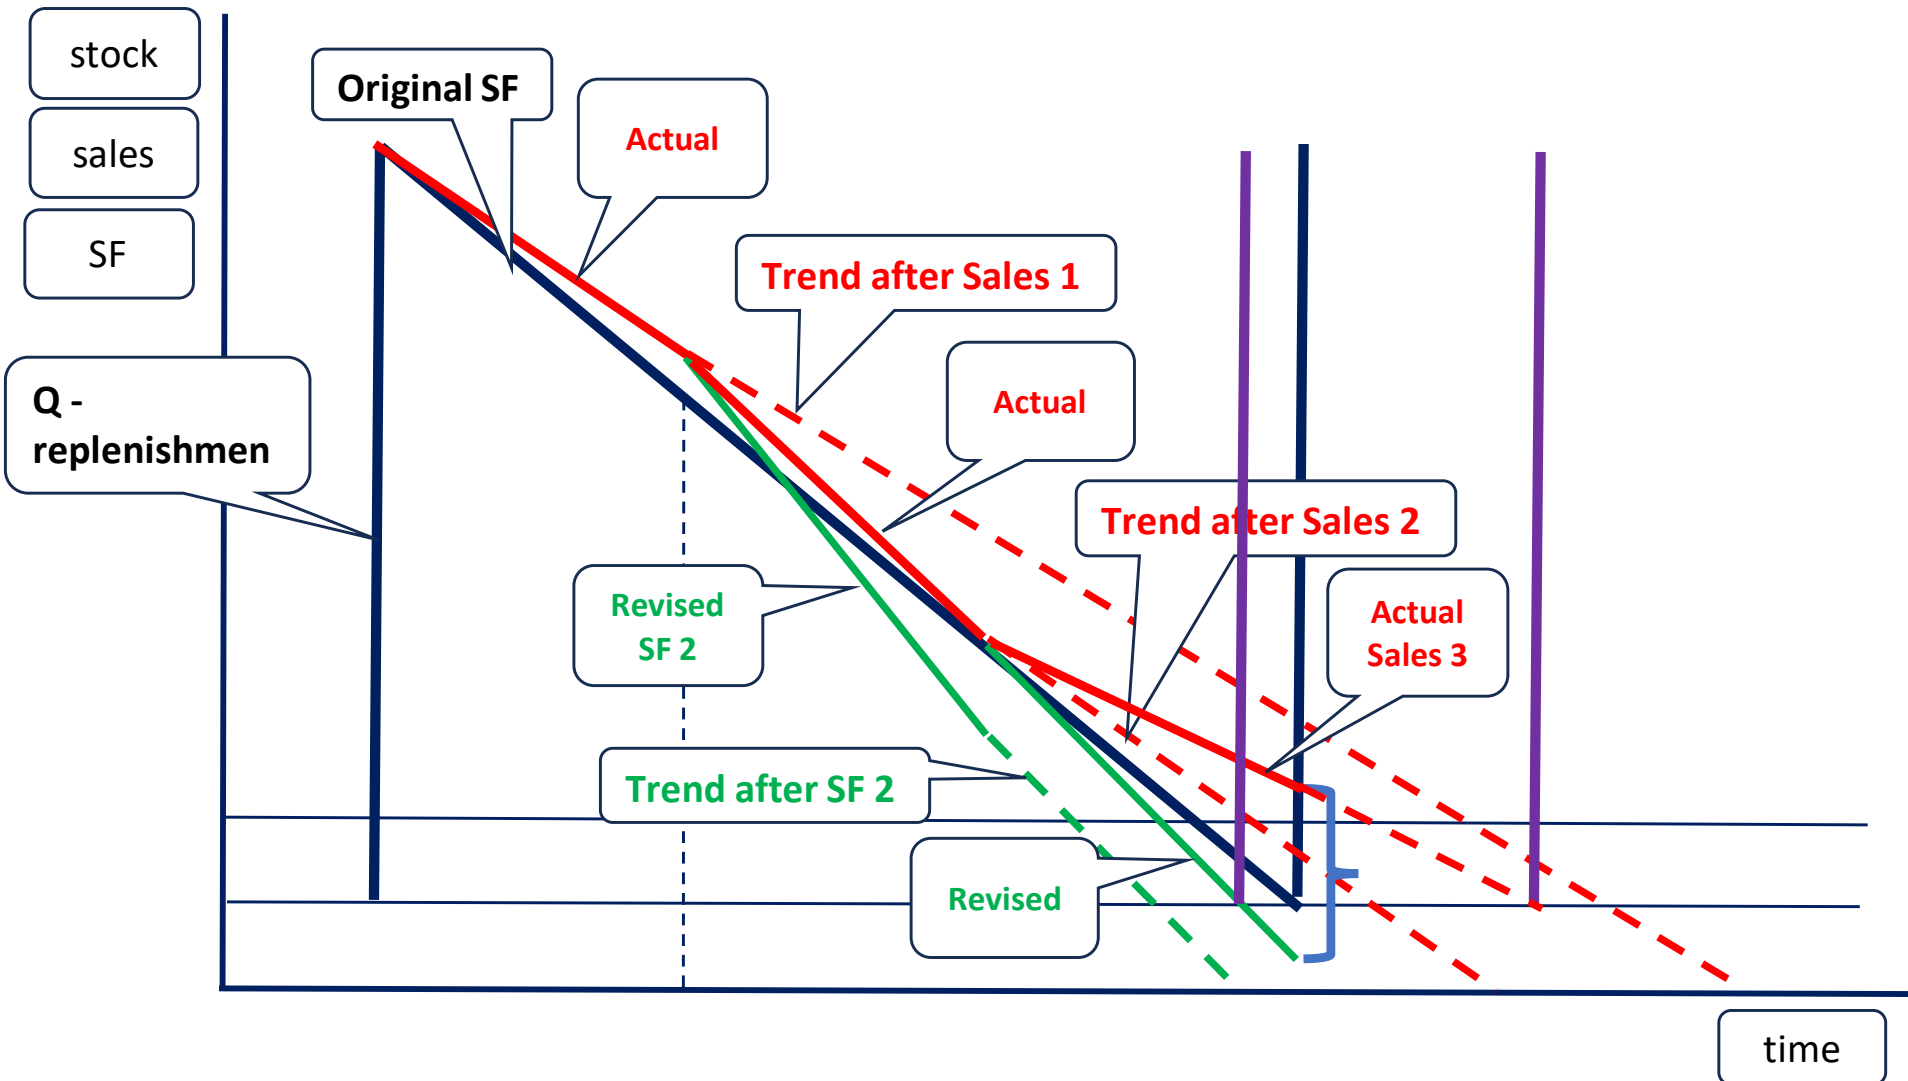 stock
Original SF
Actual
sales
SF
Trend after Sales 1
Q -
replenishmen
Actual
Trend after Sales 2
Revised
SF 2
Actual
Sales 3
Trend after SF 2
Revised
time